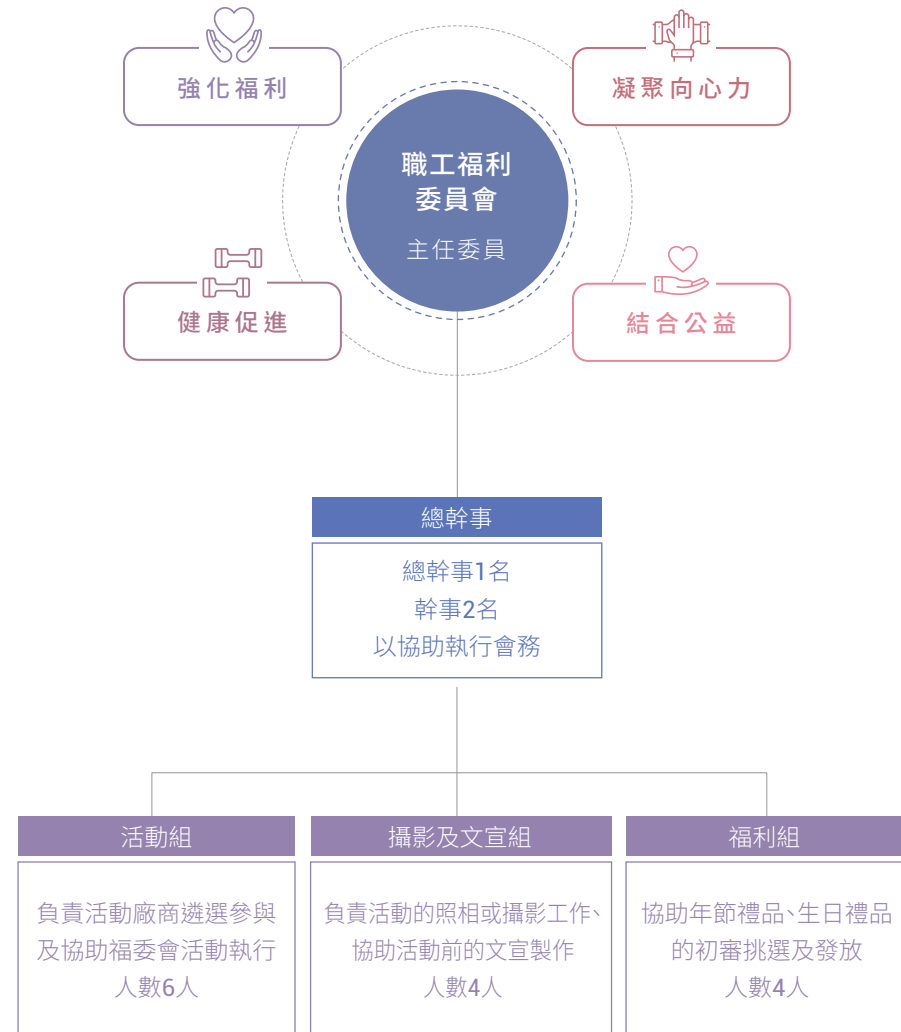 強化福利
凝聚向心力
職工福利
委員會
主任委員
健康促進
結合公益
總幹事
總幹事1名
幹事2名
以協助執行會務
活動組
負責活動廠商遴選參與
及協助福委會活動執行
人數6人
攝影及文宣組
負責活動的照相或攝影工作、
協助活動前的文宣製作
人數4人
福利組
協助年節禮品、生日禮品
的初審挑選及發放
人數4人